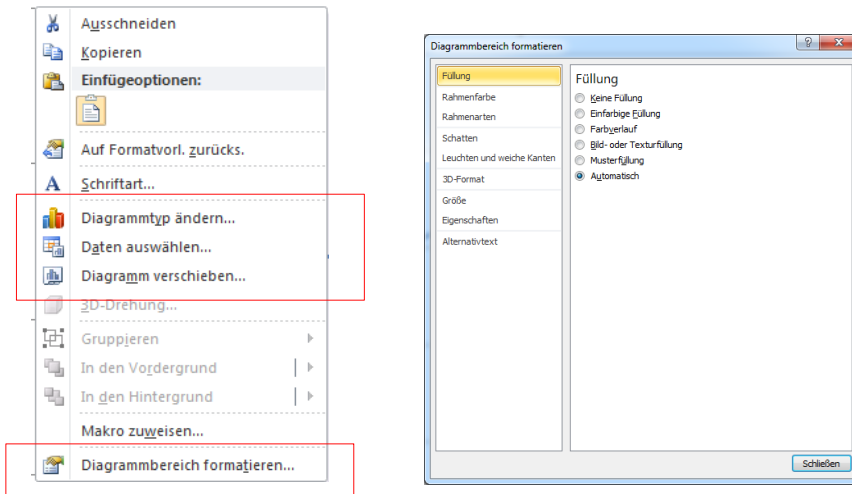 Ausschneiden
Kopieren
Einfügeoptionen:
Auf Formatvorl. zurücks.
Schriftart...
Diagrammtyp ändern...
Daten auswählen...
Diagramm verschieben...
3D-Drehung...
Gruppieren
In den Vordergrund
In den Hintergrund
Makro zuweisen...
Diagrammbereich formatieren...
Diagrammbereich formatieren
Füllung
Rahmenfarbe
Rahmenarten
Schatten
Leuchten und weiche Kanten
3D-Format
Größe
Eigenschaften
Alternativtext
Füllung
Keine Füllung
Einfarbige Füllung
Farbverlauf
Bild- oder Texturfüllung
Musterfüllung
Automatisch
Schließen